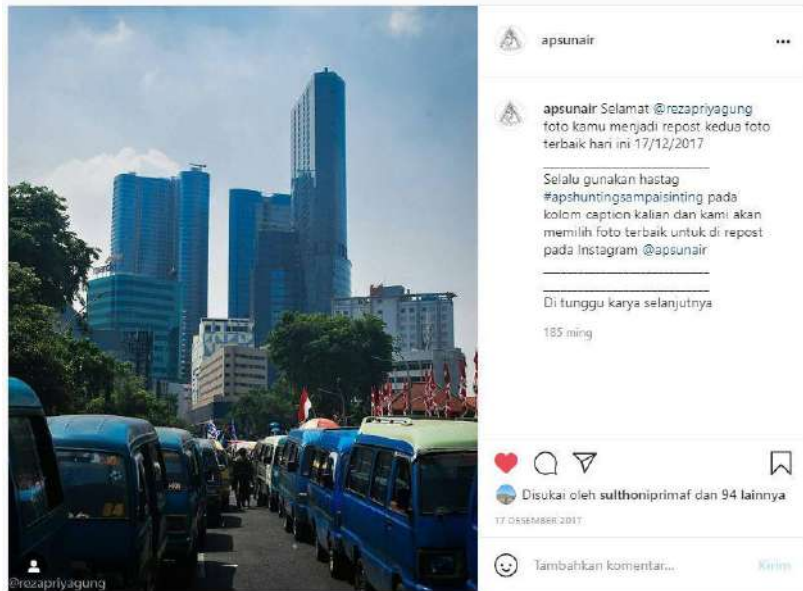 apsunair
apsunair Selamat @rezapriyagung
foto kamu menjadi repost kedua foto
terbaik hari ini 17/12/2017
Selalu gunakan hastag
#apshuntingsampaisinting pada
kolom caption kalian dan kami akan
memilih foto terbaik untuk di repost
pada Instagram @apsunair
Di tunggu karya selanjutnya
185 ming
Disukai oleh sulthoniprimaf dan 94 lainnya
17 DESEMBER 2017
Tambahkan komentar...
Kirim
@rezapriyagung